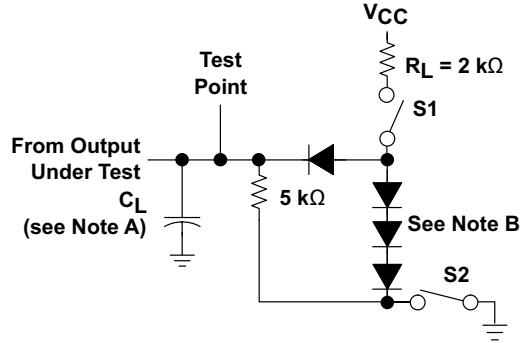 VCC
RL = 2 kΩ
Test
Point
S1
From Output
Under Test
CL
(see Note A)
5 kΩ
See Note B
S2